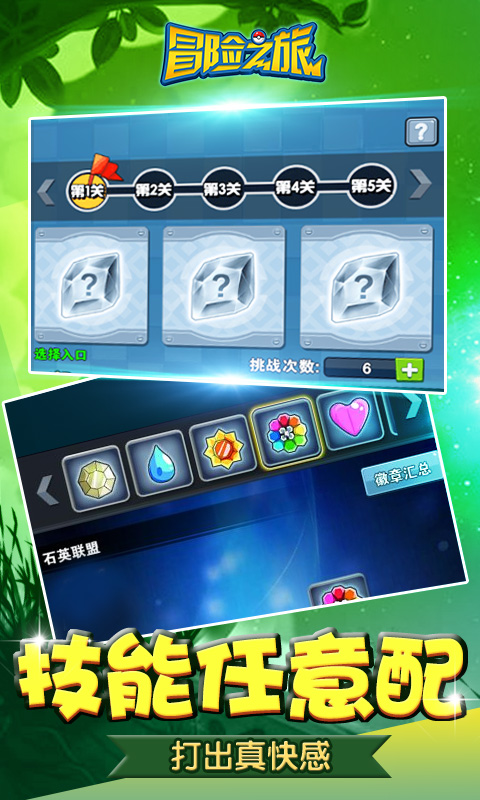 冒险之旅
?
第1关 第2关 第3关 第4关 第5关
? ? ?
选择入口
挑战次数: 6 +
徽章汇总
石英联盟
技能任意配
打出真快感